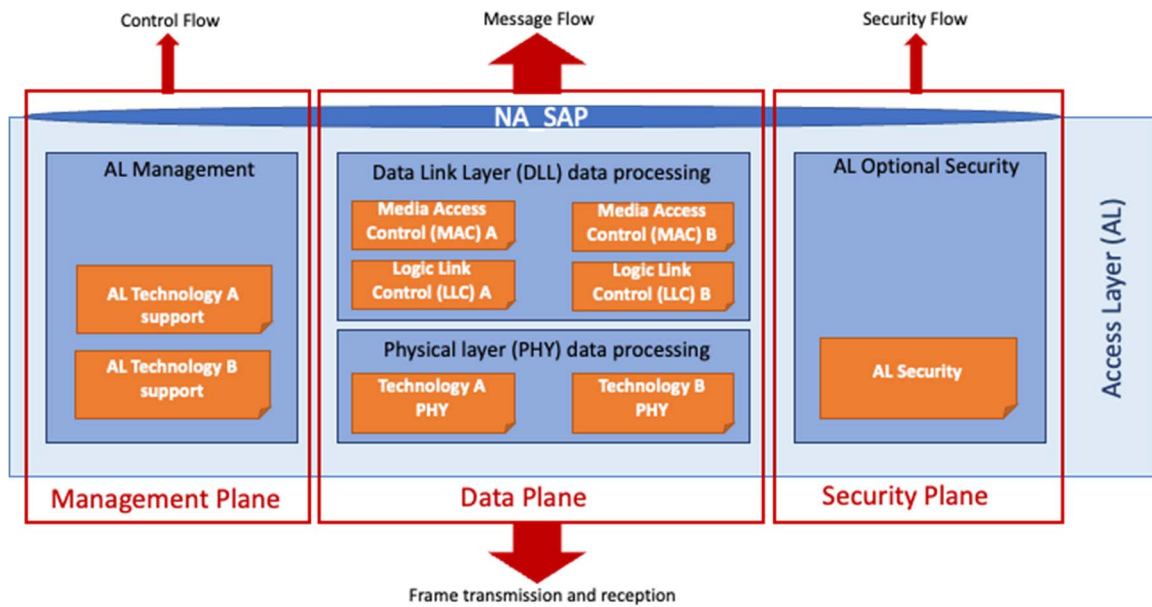 Control Flow
Message Flow
Security Flow
NA_SAP
AL Management
AL Technology A
support
AL Technology B
support
Data Link Layer (DLL) data processing
Media Access
Control (MAC) A
Media Access
Control (MAC) B
Logic Link
Control (LLC) A
Logic Link
Control (LLC) B
Physical layer (PHY) data processing
Technology A
PHY
Technology B
PHY
AL Optional Security
AL Security
Access Layer (AL)
Management Plane
Data Plane
Security Plane
Frame transmission and reception